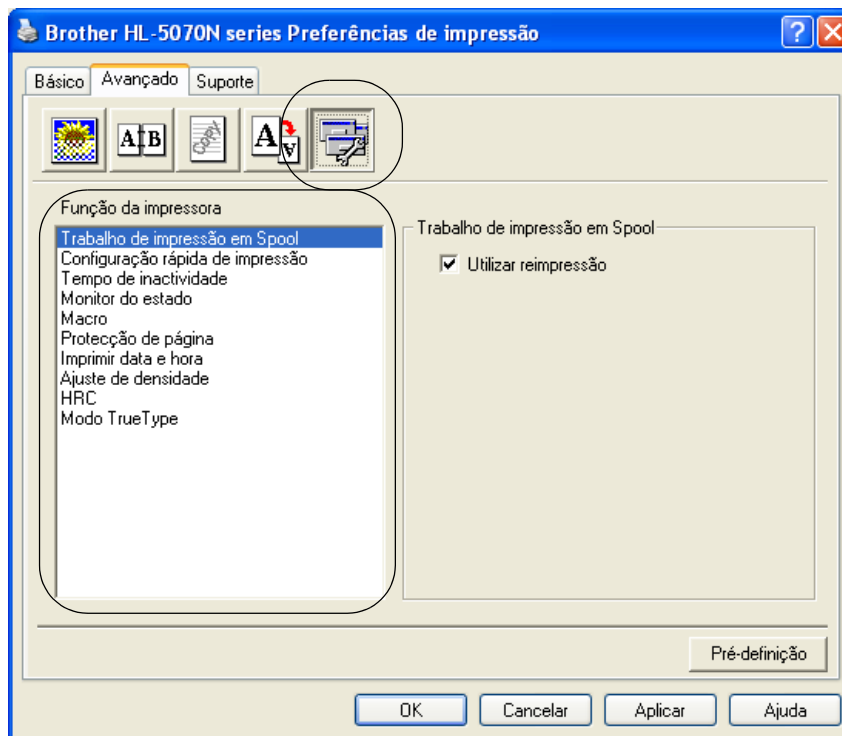 Brother HL-5070N series Preferências de impressão
Básico Avançado Suporte
A B
Copy
A A
Função da impressora
Trabalho de impressão em Spool
Configuração rápida de impressão
Tempo de inactividade
Monitor do estado
Macro
Protecção de página
Imprimir data e hora
Ajuste de densidade
HRC
Modo TrueType
Trabalho de impressão em Spool
Utilizar reimpressão
Pré-definição
OK Cancelar Aplicar Ajuda